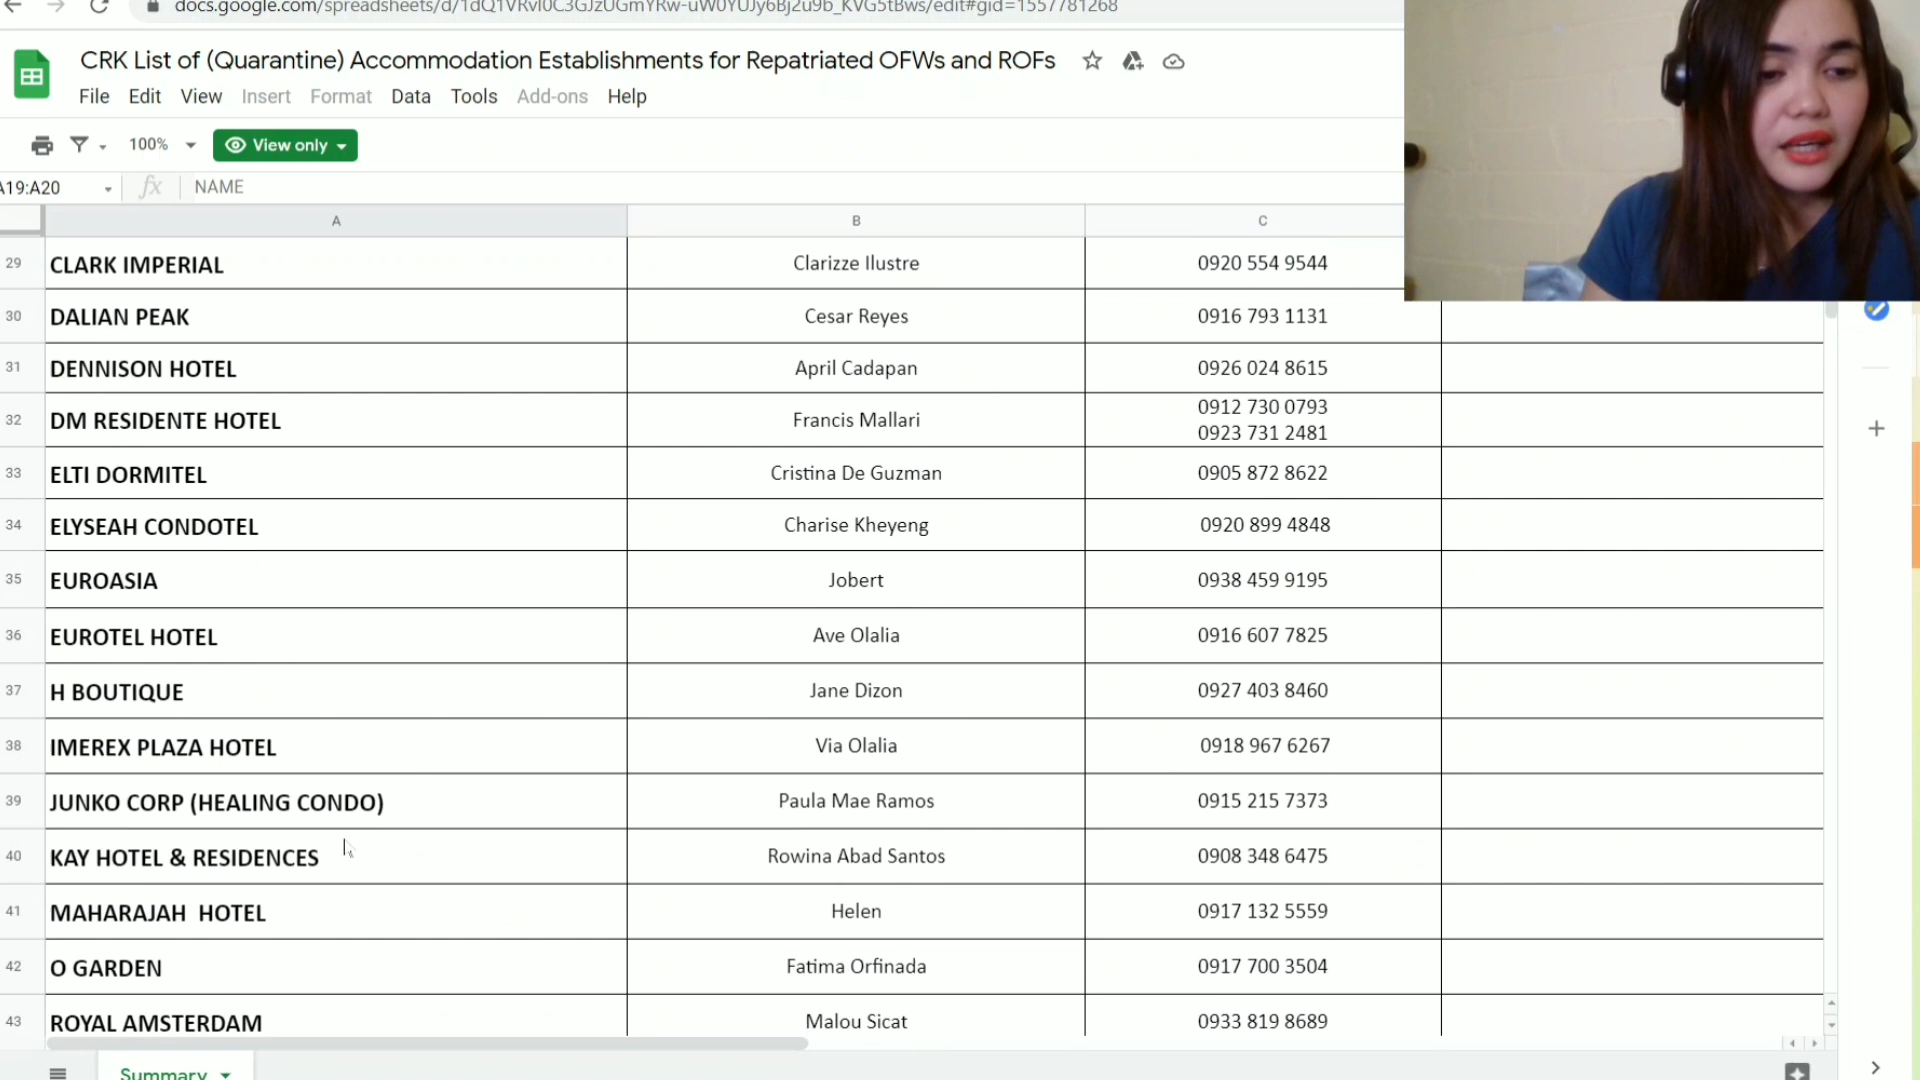 docs.google.com/spreadsheets/d/1dQ1VRvI0C3GJzUGmYRw-uW0YUJy6Bj2u9b_KVG5tBws/edit#gid=1557781268
CRK List of (Quarantine) Accommodation Establishments for Repatriated OFWs and ROFs
File Edit View Insert Format Data Tools Add-ons Help
100% View only
A19:A20 fx NAME
A B C
29 CLARK IMPERIAL Clarizze Ilustre 0920 554 9544
30 DALIAN PEAK Cesar Reyes 0916 793 1131
31 DENNISON HOTEL April Cadapan 0926 024 8615
32 DM RESIDENTE HOTEL Francis Mallari 0912 730 0793
0923 731 2481
33 ELTI DORMITEL Cristina De Guzman 0905 872 8622
34 ELYSEAH CONDOTEL Charise Kheyeng 0920 899 4848
35 EUROASIA Jobert 0938 459 9195
36 EUROTEL HOTEL Ave Olalia 0916 607 7825
37 H BOUTIQUE Jane Dizon 0927 403 8460
38 IMEREX PLAZA HOTEL Via Olalia 0918 967 6267
39 JUNKO CORP (HEALING CONDO) Paula Mae Ramos 0915 215 7373
40 KAY HOTEL & RESIDENCES Rowina Abad Santos 0908 348 6475
41 MAHARAJAH HOTEL Helen 0917 132 5559
42 O GARDEN Fatima Orfinada 0917 700 3504
43 ROYAL AMSTERDAM Malou Sicat 0933 819 8689
Summary